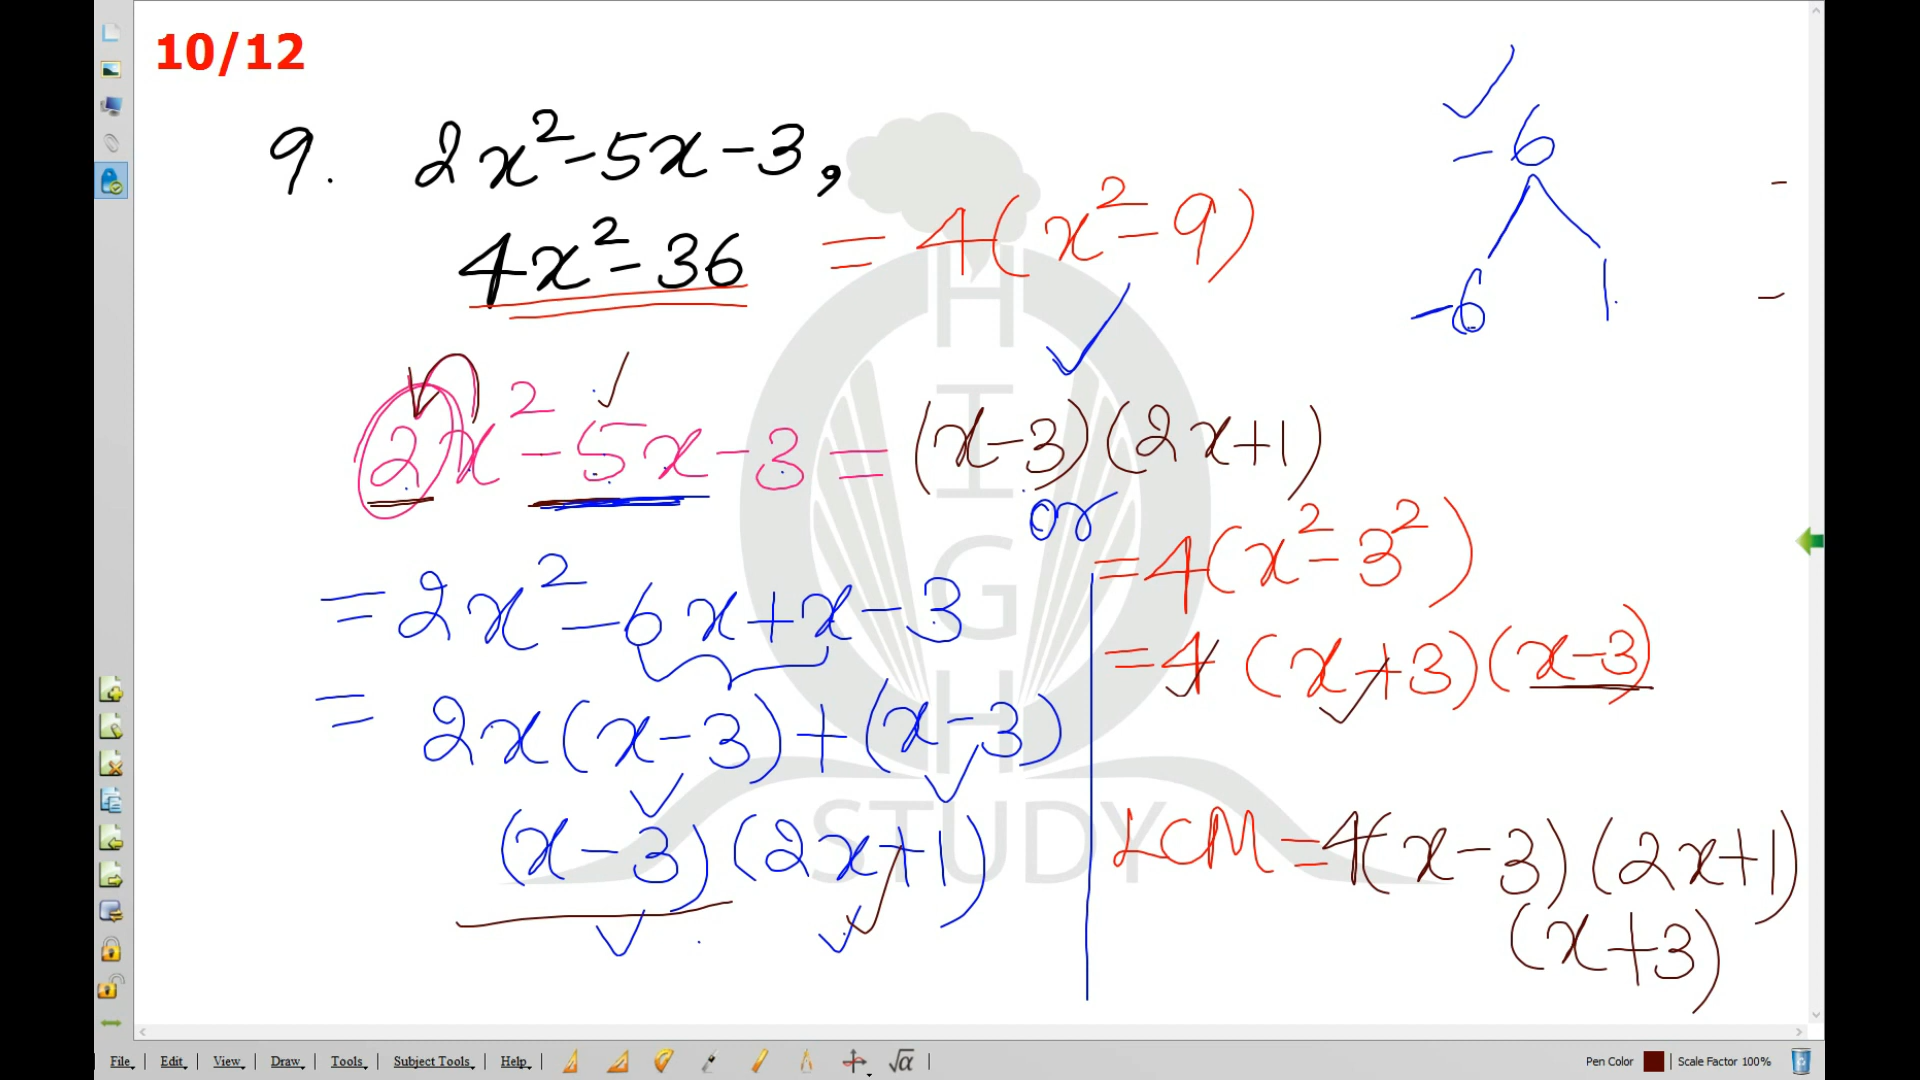 10/12
9. 2x²-5x-3,
4x²-36 = 4(x²-9)
-6
-6 1
2x²-5x-3 = (x-3)(2x+1)
or
= 2x²-6x+x-3
= 2x(x-3)+(x-3)
(x-3)(2x+1)
= 4(x²-3²)
= 4(x+3)(x-3)
LCM = 4(x-3)(2x+1)
(x+3)
HIGH
STUDY
File Edit View Draw Tools Subject Tools Help √α Pen Color Scale Factor 100%